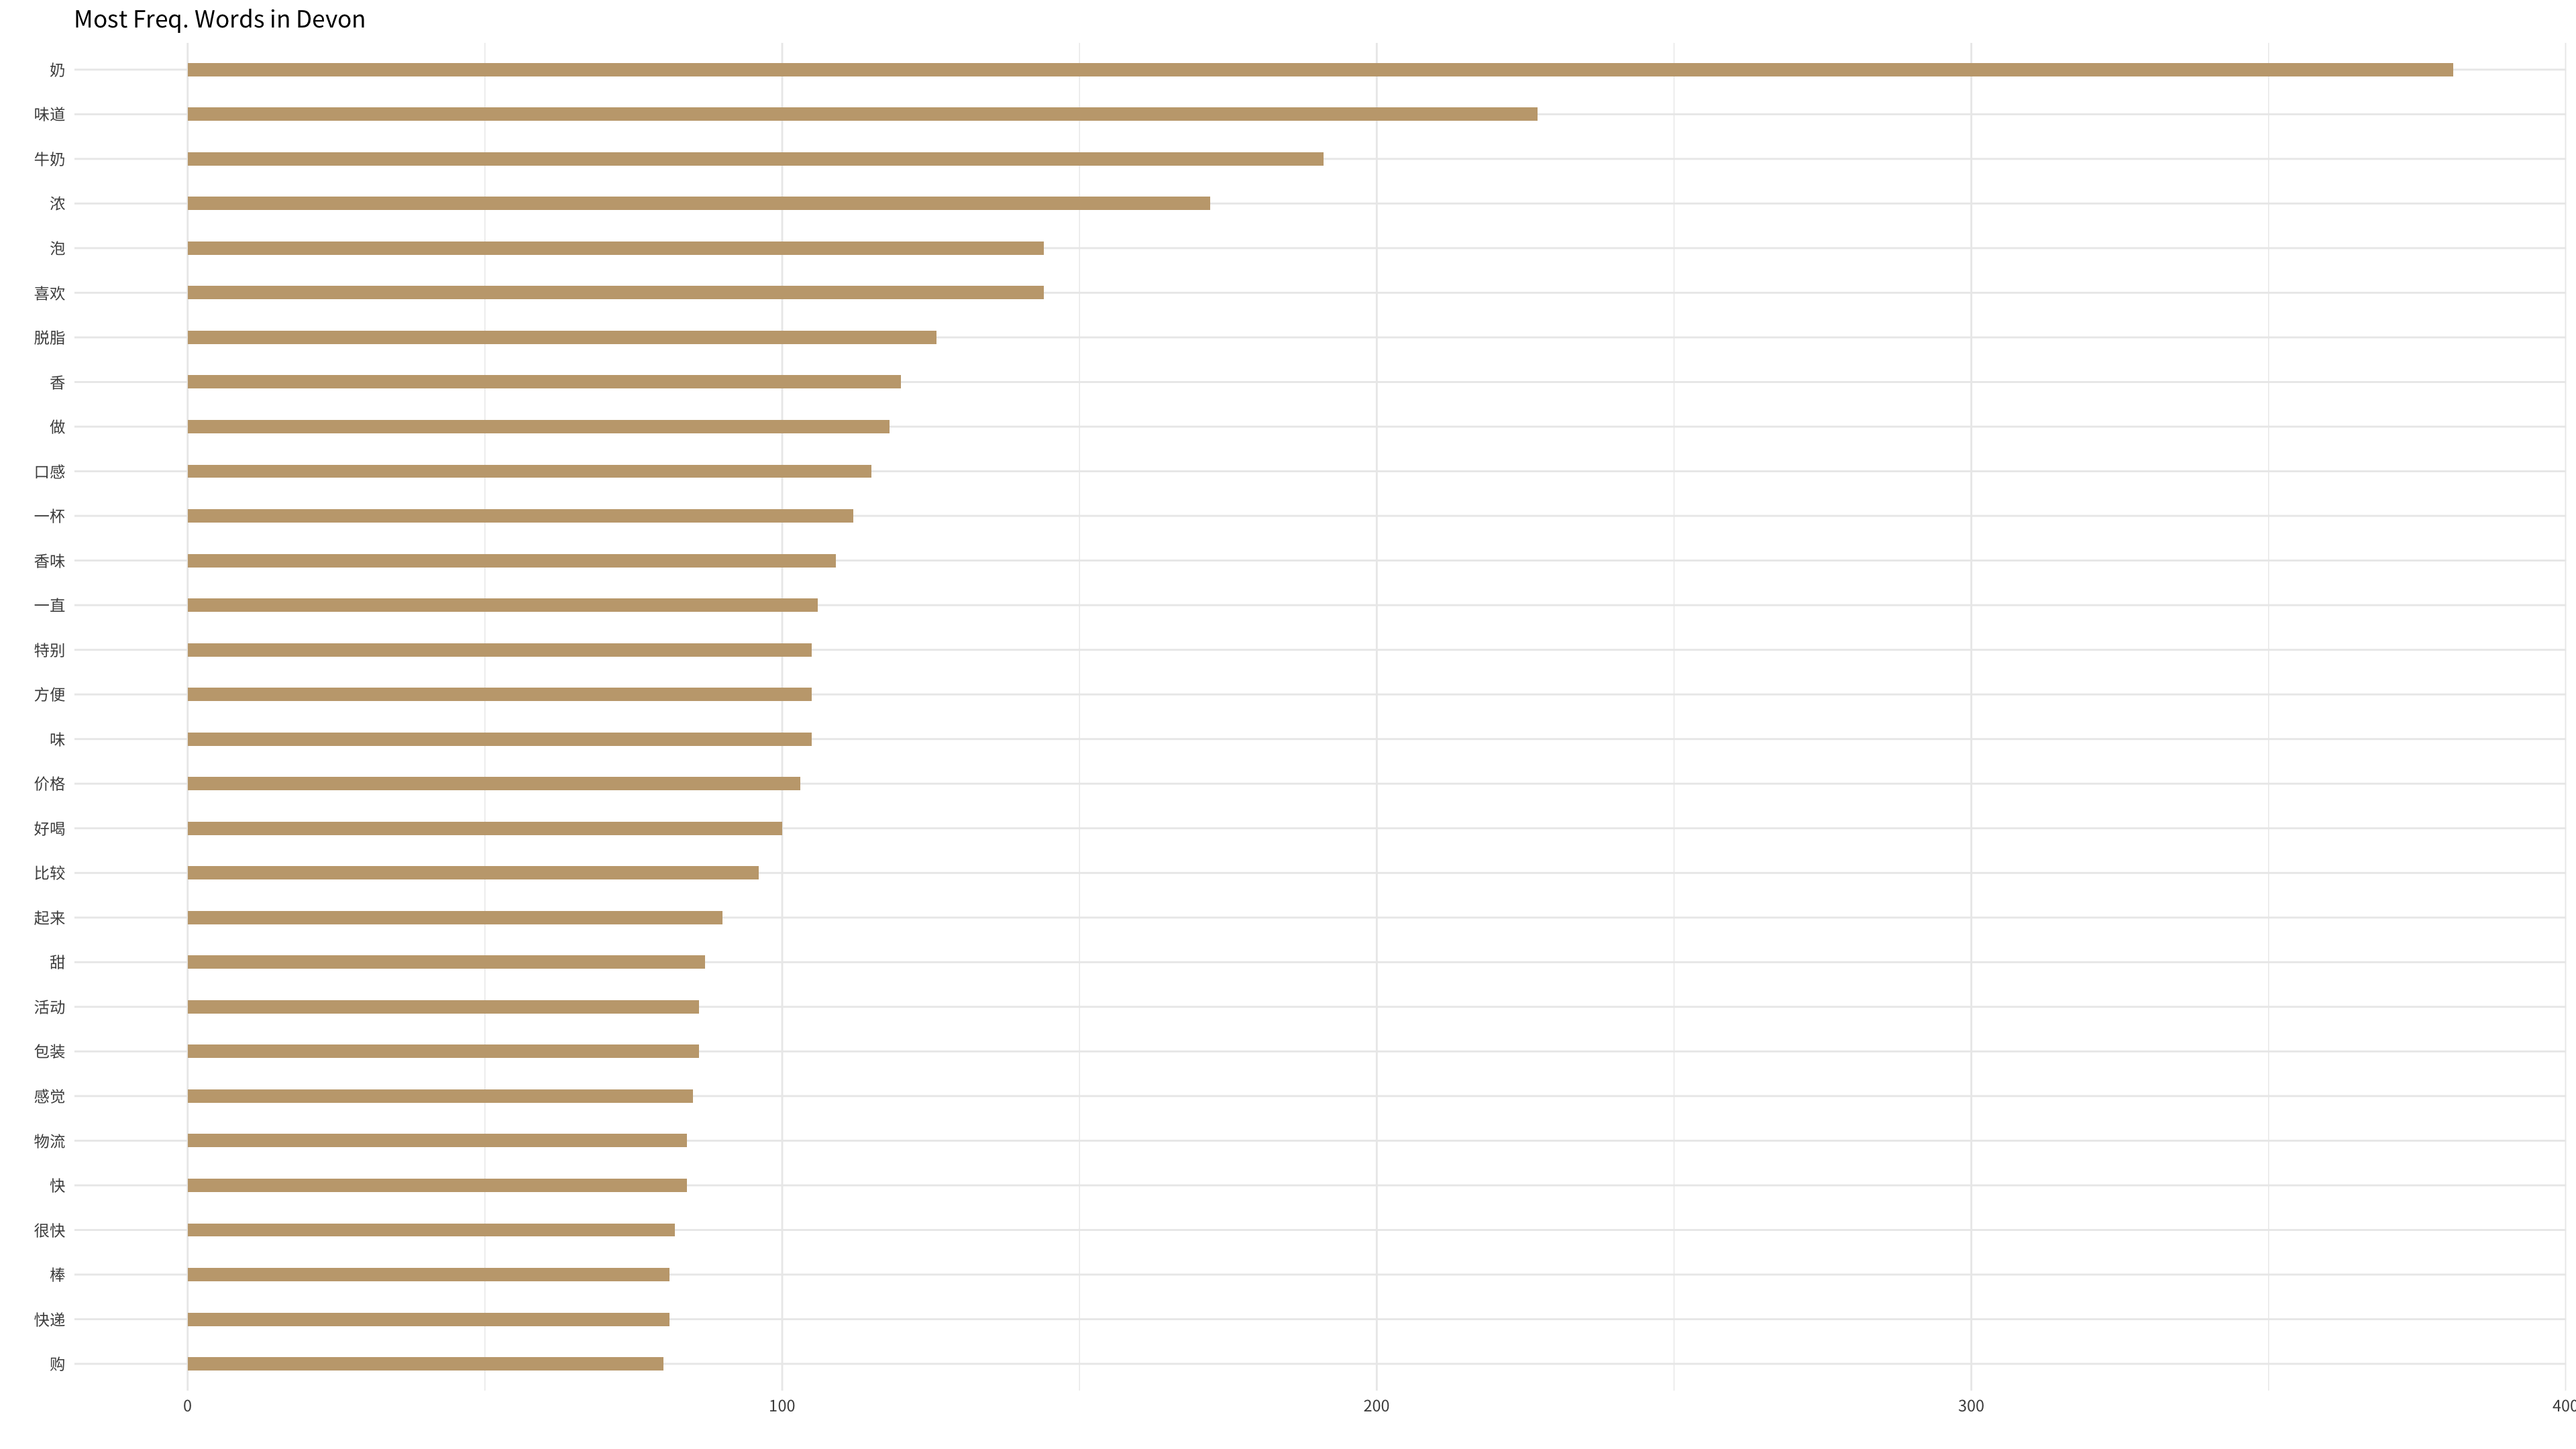 Most Freq. Words in Devon
奶
味道
牛奶
浓
泡
喜欢
脱脂
香
做
口感
一杯
香味
一直
特别
方便
味
价格
好喝
比较
起来
甜
活动
包装
感觉
物流
快
很快
棒
快递
购
0 100 200 300 400